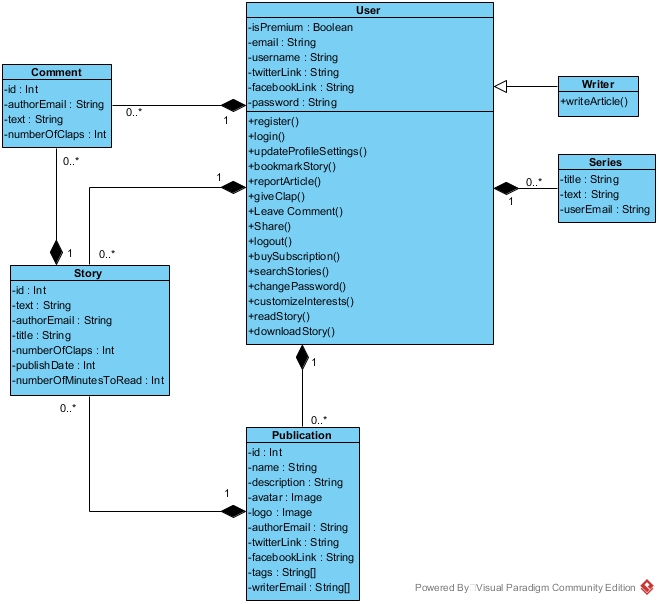 User
-isPremium : Boolean
-email : String
-username : String
-twitterLink : String
-facebookLink : String
-password : String
+register()
+login()
+updateProfileSettings()
+bookmarkStory()
+reportArticle()
+giveClap()
+Leave Comment()
+Share()
+logout()
+buySubscription()
+searchStories()
+changePassword()
+customizeInterests()
+readStory()
+downloadStory()
Comment
-id : Int
-authorEmail : String
-text : String
-numberOfClaps : Int
0..*
1
Writer
+writeArticle()
Series
-title : String
-text : String
-userEmail : String
0..*
1
0..*
1
1
0..*
Story
-id : Int
-text : String
-authorEmail : String
-title : String
-numberOfClaps : Int
-publishDate : Int
-numberOfMinutesToRead : Int
1
0..*
0..*
1
Publication
-id : Int
-name : String
-description : String
-avatar : Image
-logo : Image
-authorEmail : String
-twitterLink : String
-facebookLink : String
-tags : String[]
-writerEmail : String[]
Powered By Visual Paradigm Community Edition